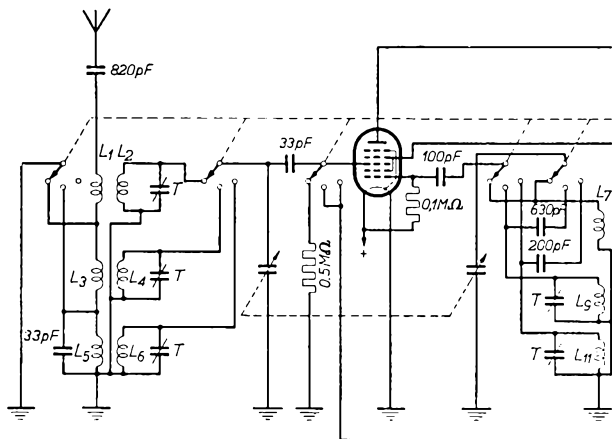 820pF
L1 L2
T
33pF
100pF
L7
630pF
200pF
0,1MΩ
0.5MΩ
+
L3
L4
T
T
L9
33pF
L5
L6
T
T
L11